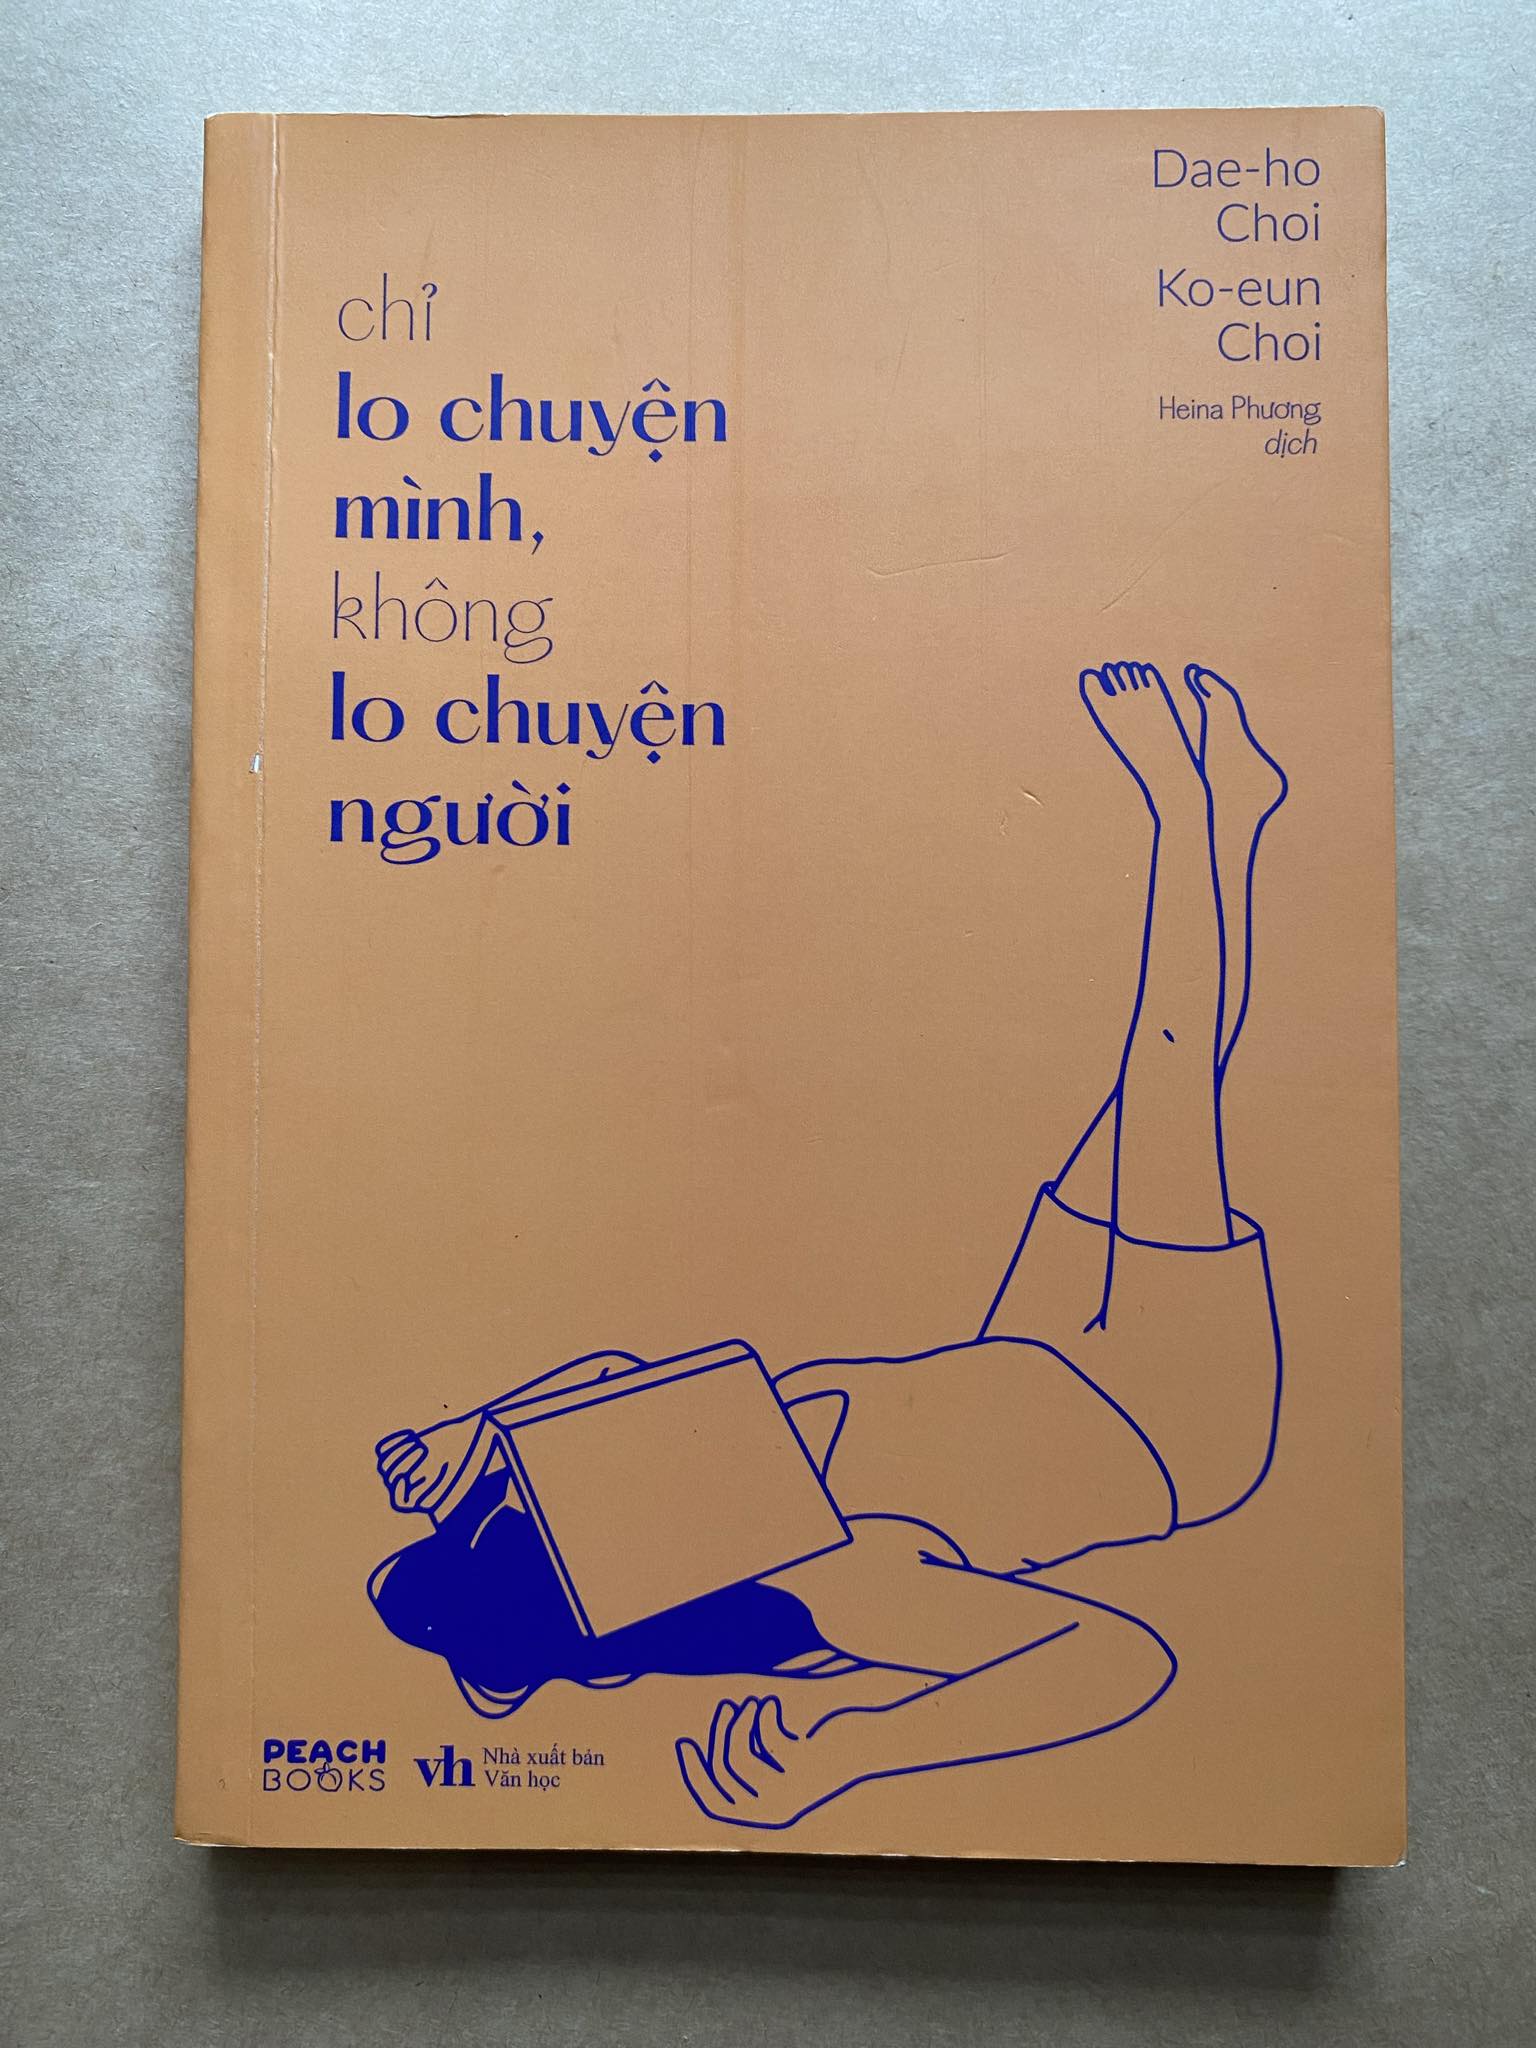 Dae-ho
Choi
Ko-eun
Choi
Heina Phương
dịch
chỉ
lo chuyện
mình,
không
lo chuyện
người
PEACH
BOOKS
vh
Nhà xuất bản
Văn học